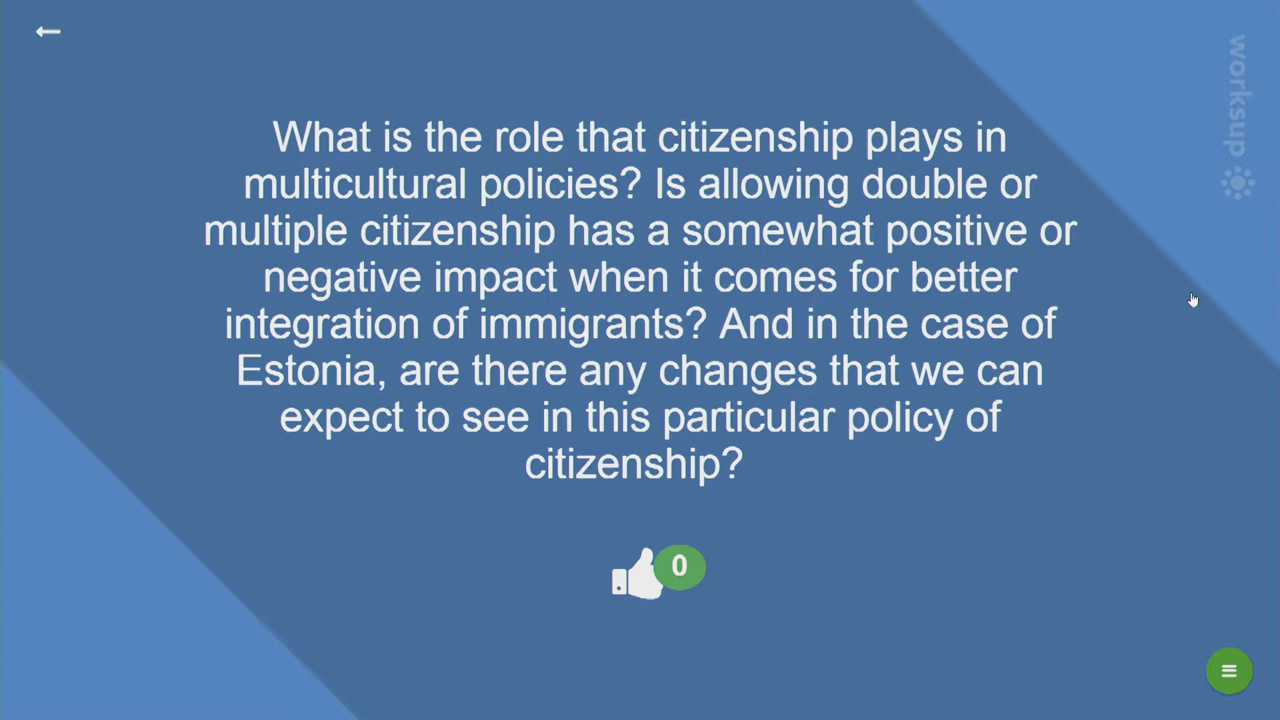 worksup
What is the role that citizenship plays in
multicultural policies? Is allowing double or
multiple citizenship has a somewhat positive or
negative impact when it comes for better
integration of immigrants? And in the case of
Estonia, are there any changes that we can
expect to see in this particular policy of
citizenship?
0